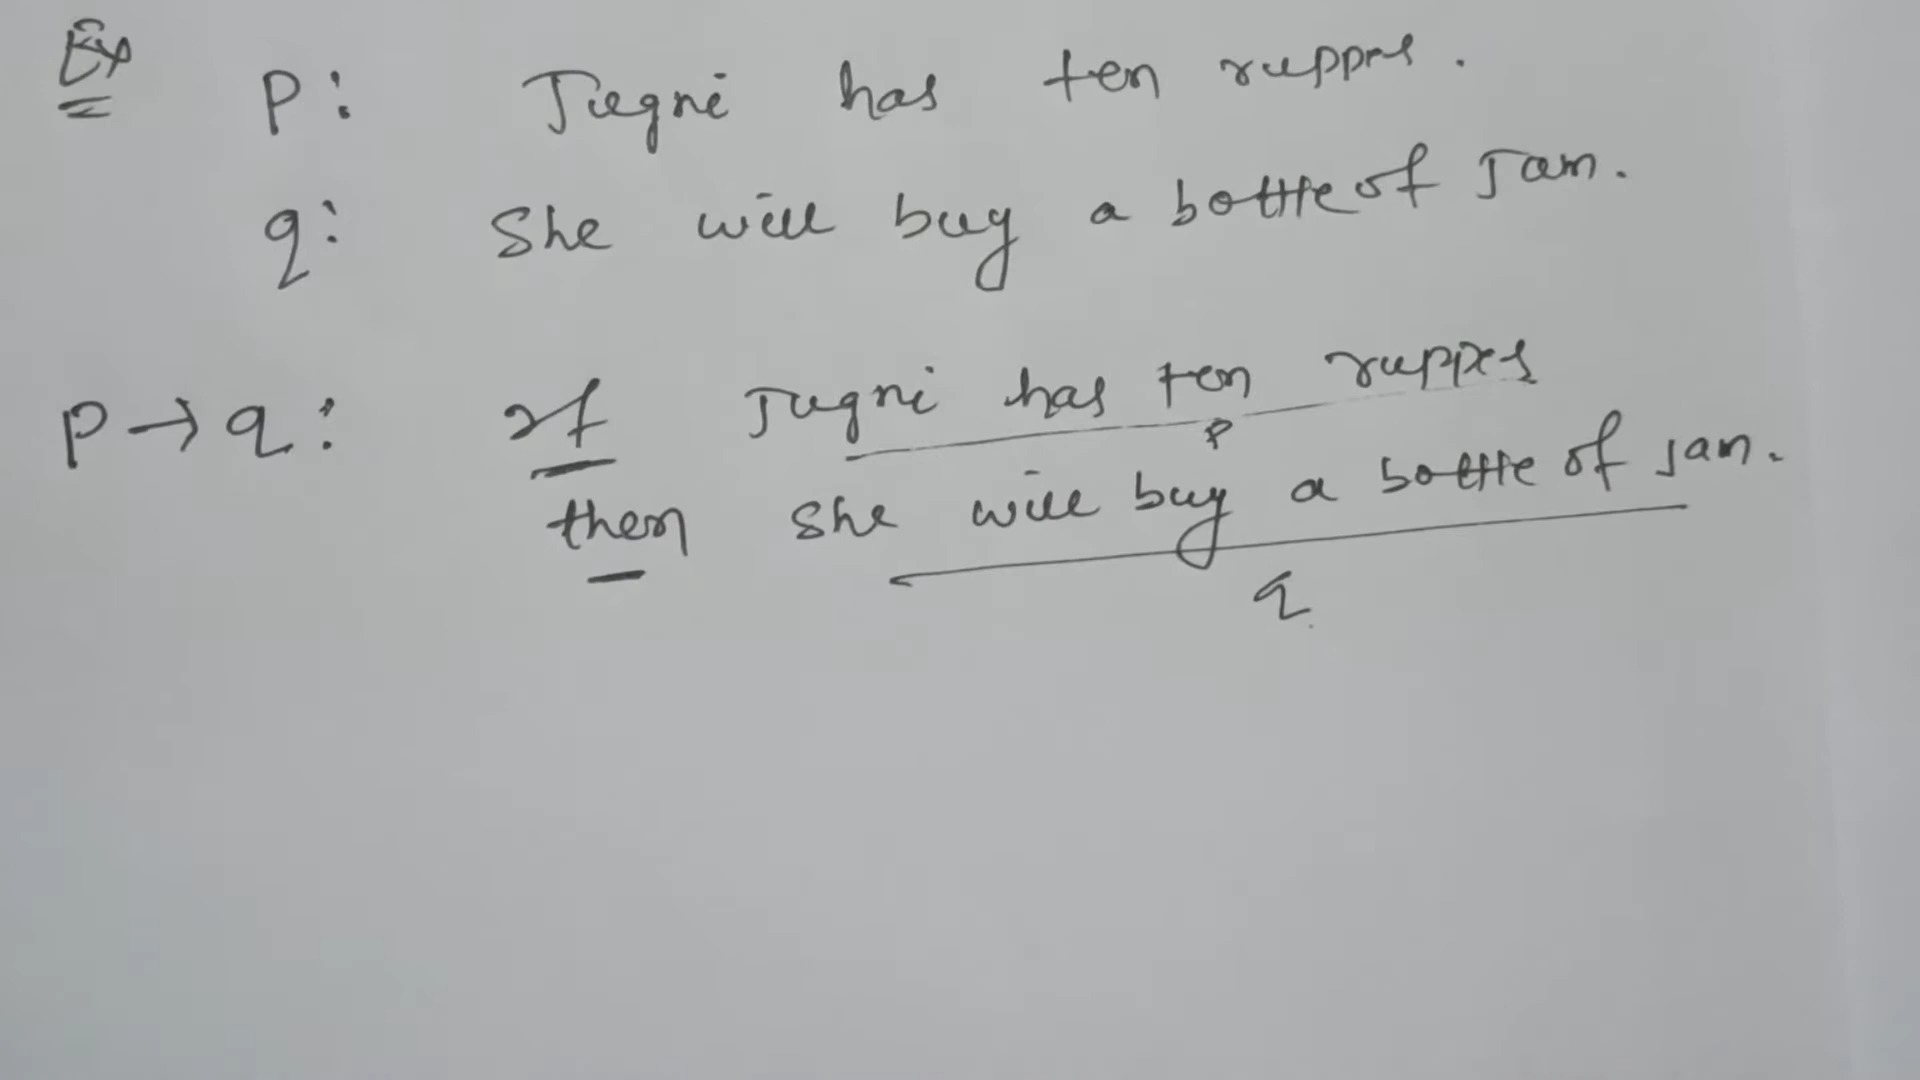 Ex
p: Jugni has ten ruppes.
q: She will buy a bottle of Jam.
p → q: If Jugni has ten ruppes
p
then she will buy a bottle of jam.
q